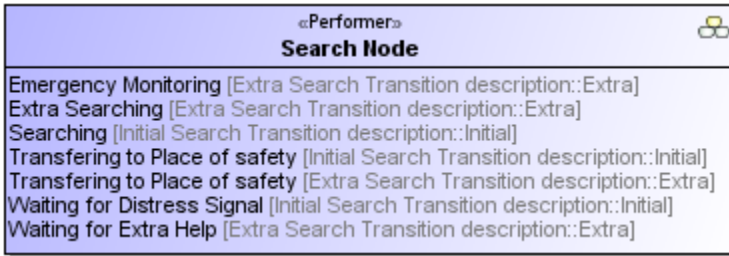 «Performer»
Search Node
Emergency Monitoring [Extra Search Transition description::Extra]
Extra Searching [Extra Search Transition description::Extra]
Searching [Initial Search Transition description::Initial]
Transfering to Place of safety [Initial Search Transition description::Initial]
Transfering to Place of safety [Extra Search Transition description::Extra]
Waiting for Distress Signal [Initial Search Transition description::Initial]
Waiting for Extra Help [Extra Search Transition description::Extra]